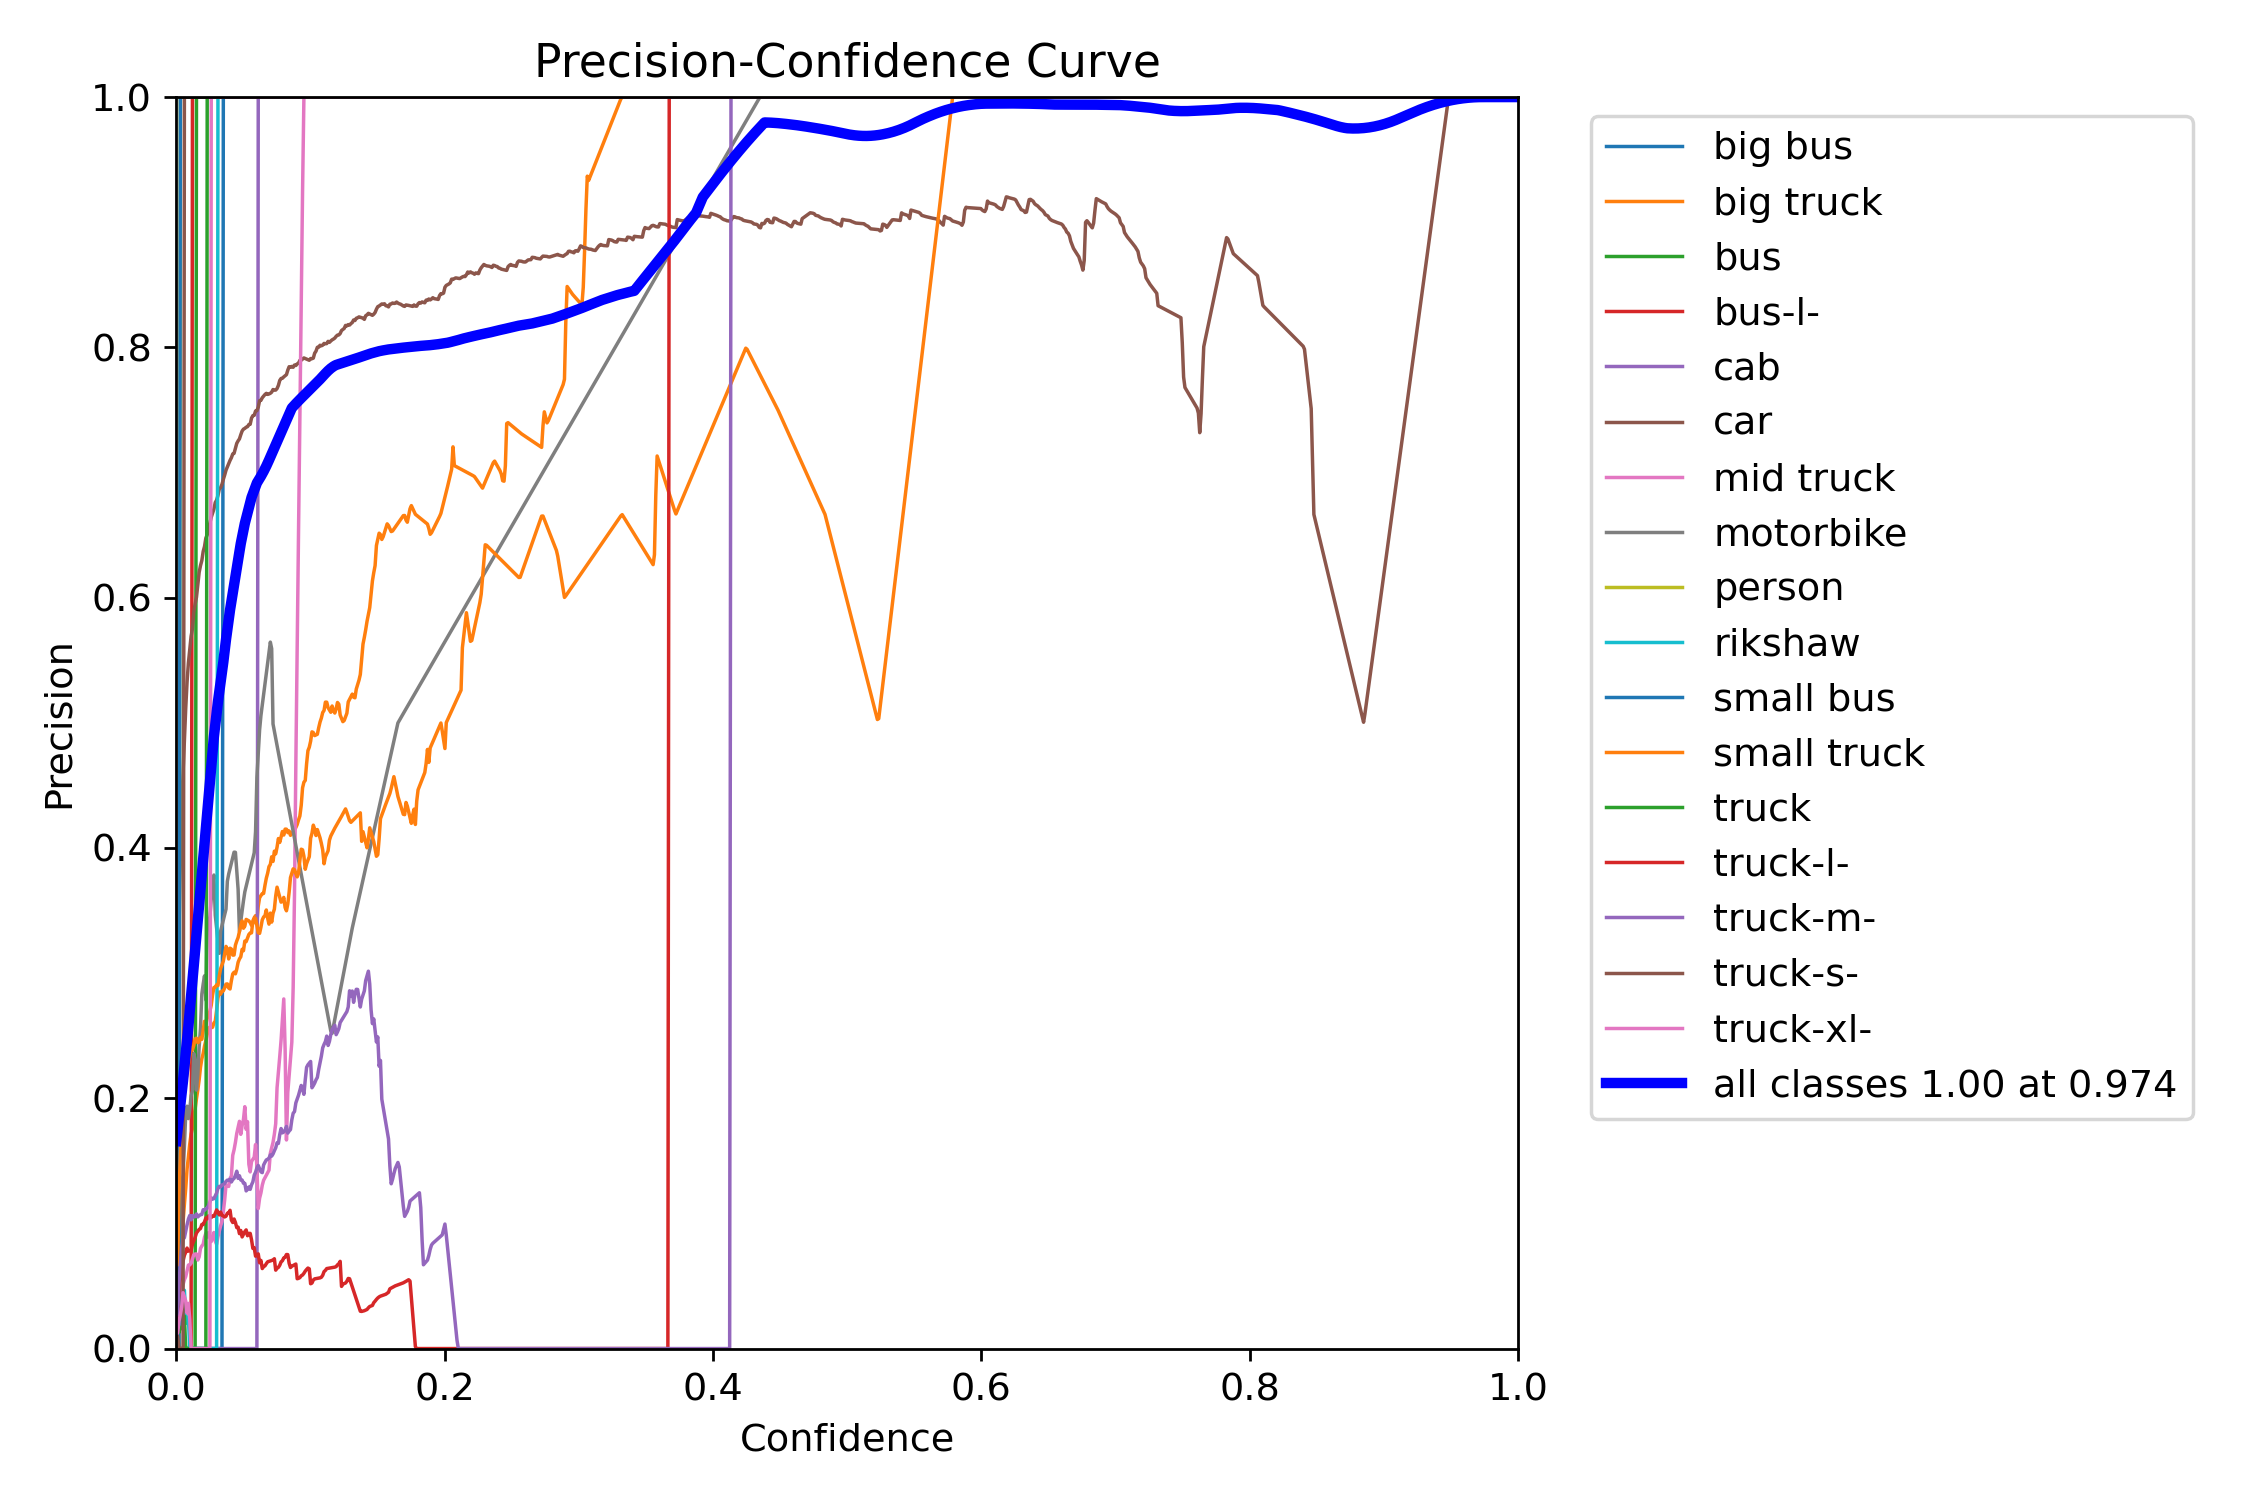 Precision-Confidence Curve
1.0
0.8
0.6
0.4
0.2
0.0
Precision
0.0 0.2 0.4 0.6 0.8 1.0
Confidence
big bus
big truck
bus
bus-l-
cab
car
mid truck
motorbike
person
rikshaw
small bus
small truck
truck
truck-l-
truck-m-
truck-s-
truck-xl-
all classes 1.00 at 0.974